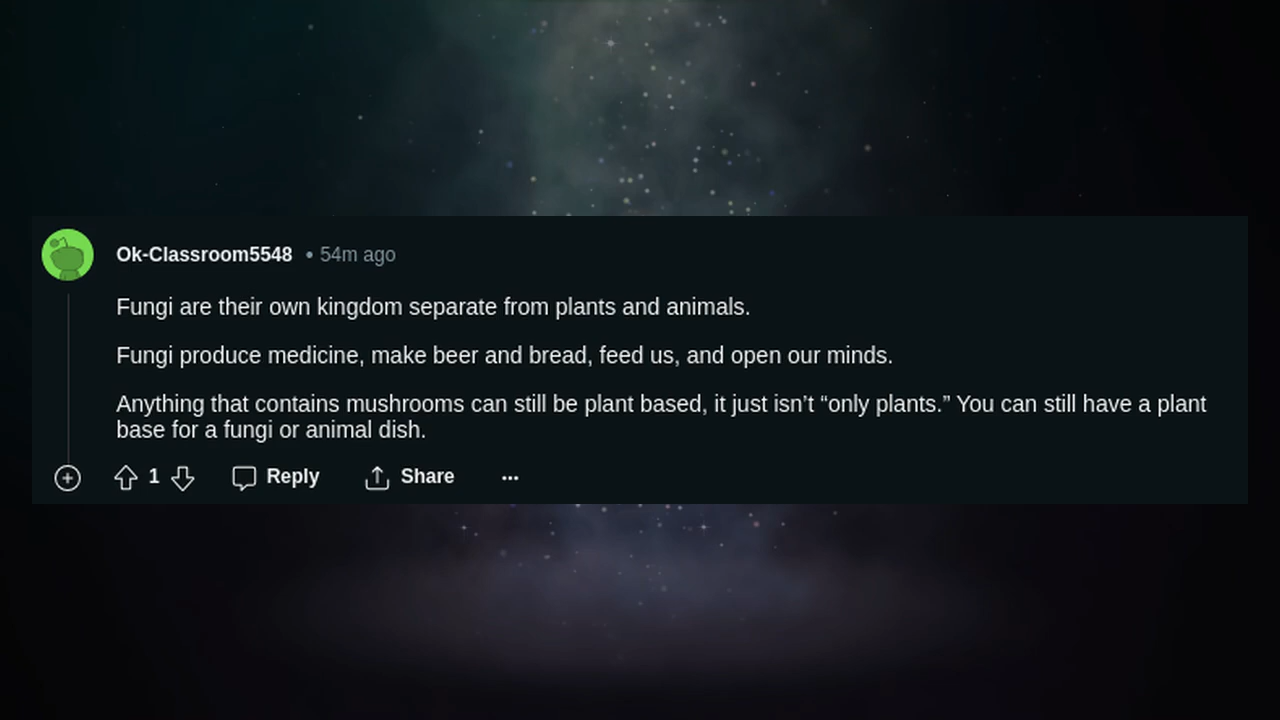 Ok-Classroom5548 • 54m ago
Fungi are their own kingdom separate from plants and animals.
Fungi produce medicine, make beer and bread, feed us, and open our minds.
Anything that contains mushrooms can still be plant based, it just isn’t “only plants.” You can still have a plant
base for a fungi or animal dish.
1 Reply Share ...